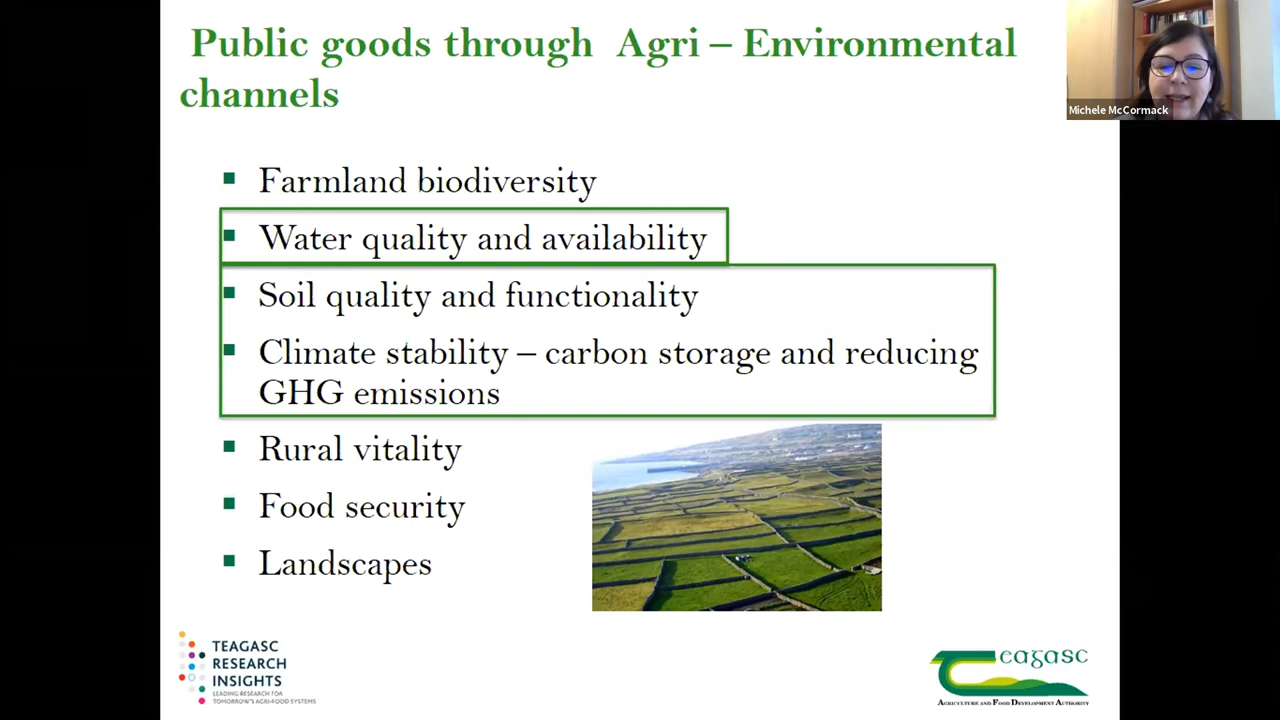 Public goods through Agri – Environmental
channels
Michele McCormack
Farmland biodiversity
Water quality and availability
Soil quality and functionality
Climate stability – carbon storage and reducing
GHG emissions
Rural vitality
Food security
Landscapes
TEAGASC
RESEARCH
INSIGHTS
LEADING RESEARCH FOR
TOMORROW'S AGRI-FOOD SYSTEMS
Teagasc
AGRICULTURE AND FOOD DEVELOPMENT AUTHORITY